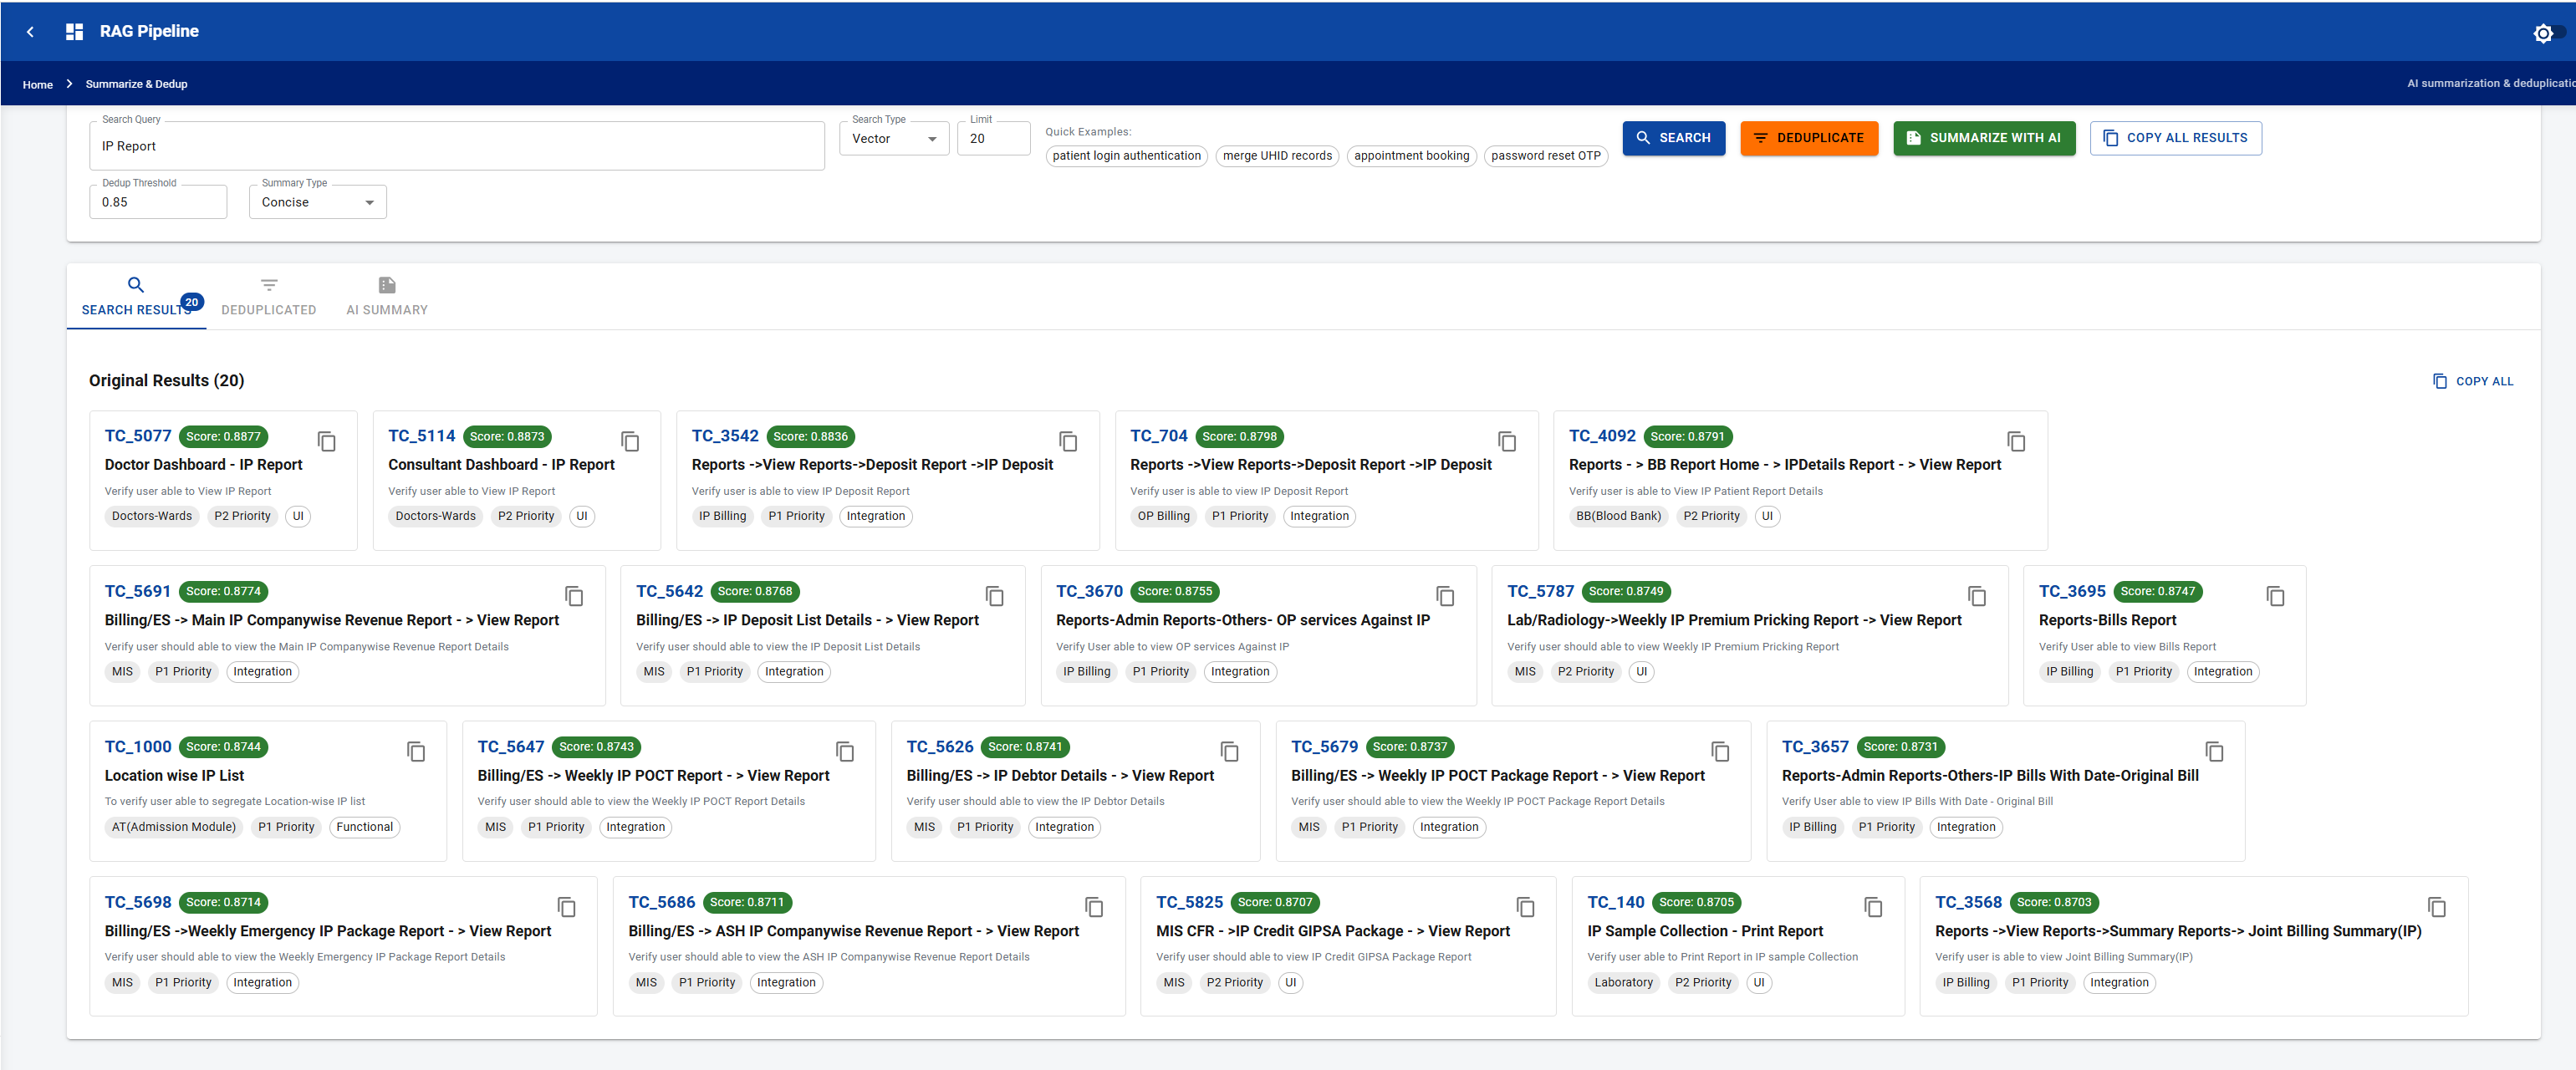 RAG Pipeline
Home > Summarize & Dedup
AI summarization & deduplicatio
Search Query
IP Report
Search Type
Vector
Limit
20
Quick Examples:
patient login authentication
merge UHID records
appointment booking
password reset OTP
SEARCH
DEDUPLICATE
SUMMARIZE WITH AI
COPY ALL RESULTS
Dedup Threshold
0.85
Summary Type
Concise
SEARCH RESULTS
20
DEDUPLICATED
AI SUMMARY
Original Results (20)
COPY ALL
TC_5077 Score: 0.8877
Doctor Dashboard - IP Report
Verify user able to View IP Report
Doctors-Wards P2 Priority UI
TC_5114 Score: 0.8873
Consultant Dashboard - IP Report
Verify user able to View IP Report
Doctors-Wards P2 Priority UI
TC_3542 Score: 0.8836
Reports ->View Reports->Deposit Report ->IP Deposit
Verify user is able to view IP Deposit Report
IP Billing P1 Priority Integration
TC_704 Score: 0.8798
Reports ->View Reports->Deposit Report ->IP Deposit
Verify user is able to view IP Deposit Report
OP Billing P1 Priority Integration
TC_4092 Score: 0.8791
Reports - > BB Report Home - > IPDetails Report - > View Report
Verify user is able to View IP Patient Report Details
BB(Blood Bank) P2 Priority UI
TC_5691 Score: 0.8774
Billing/ES -> Main IP Companywise Revenue Report - > View Report
Verify user should able to view the Main IP Companywise Revenue Report Details
MIS P1 Priority Integration
TC_5642 Score: 0.8768
Billing/ES -> IP Deposit List Details - > View Report
Verify user should able to view the IP Deposit List Details
MIS P1 Priority Integration
TC_3670 Score: 0.8755
Reports-Admin Reports-Others- OP services Against IP
Verify User able to view OP services Against IP
IP Billing P1 Priority Integration
TC_5787 Score: 0.8749
Lab/Radiology->Weekly IP Premium Pricking Report -> View Report
Verify user should able to view Weekly IP Premium Pricking Report
MIS P2 Priority UI
TC_3695 Score: 0.8747
Reports-Bills Report
Verify User able to view Bills Report
IP Billing P1 Priority Integration
TC_1000 Score: 0.8744
Location wise IP List
To verify user able to segregate Location-wise IP list
AT(Admission Module) P1 Priority Functional
TC_5647 Score: 0.8743
Billing/ES -> Weekly IP POCT Report - > View Report
Verify user should able to view the Weekly IP POCT Report Details
MIS P1 Priority Integration
TC_5626 Score: 0.8741
Billing/ES -> IP Debtor Details - > View Report
Verify user should able to view the IP Debtor Details
MIS P1 Priority Integration
TC_5679 Score: 0.8737
Billing/ES -> Weekly IP POCT Package Report - > View Report
Verify user should able to view the Weekly IP POCT Package Report Details
MIS P1 Priority Integration
TC_3657 Score: 0.8731
Reports-Admin Reports-Others-IP Bills With Date-Original Bill
Verify User able to view IP Bills With Date - Original Bill
IP Billing P1 Priority Integration
TC_5698 Score: 0.8714
Billing/ES ->Weekly Emergency IP Package Report - > View Report
Verify user should able to view the Weekly Emergency IP Package Report Details
MIS P1 Priority Integration
TC_5686 Score: 0.8711
Billing/ES -> ASH IP Companywise Revenue Report - > View Report
Verify user should able to view the ASH IP Companywise Revenue Report Details
MIS P1 Priority Integration
TC_5825 Score: 0.8707
MIS CFR - >IP Credit GIPSA Package - > View Report
Verify user should able to view IP Credit GIPSA Package Report
MIS P2 Priority UI
TC_140 Score: 0.8705
IP Sample Collection - Print Report
Verify user able to Print Report in IP sample Collection
Laboratory P2 Priority UI
TC_3568 Score: 0.8703
Reports ->View Reports->Summary Reports-> Joint Billing Summary(IP)
Verify user is able to view Joint Billing Summary(IP)
IP Billing P1 Priority Integration